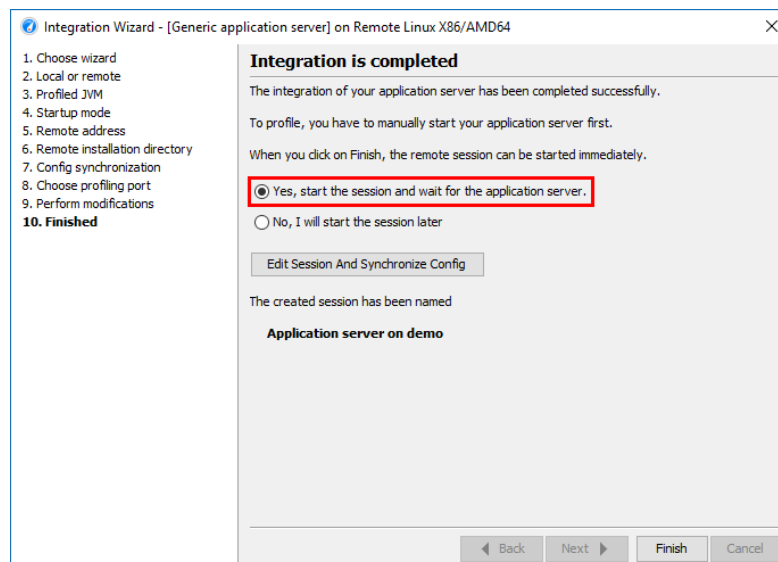 Integration Wizard - [Generic application server] on Remote Linux X86/AMD64
1. Choose wizard
2. Local or remote
3. Profiled JVM
4. Startup mode
5. Remote address
6. Remote installation directory
7. Config synchronization
8. Choose profiling port
9. Perform modifications
10. Finished
Integration is completed
The integration of your application server has been completed successfully.
To profile, you have to manually start your application server first.
When you click on Finish, the remote session can be started immediately.
Yes, start the session and wait for the application server.
No, I will start the session later
Edit Session And Synchronize Config
The created session has been named
Application server on demo
Back Next Finish Cancel